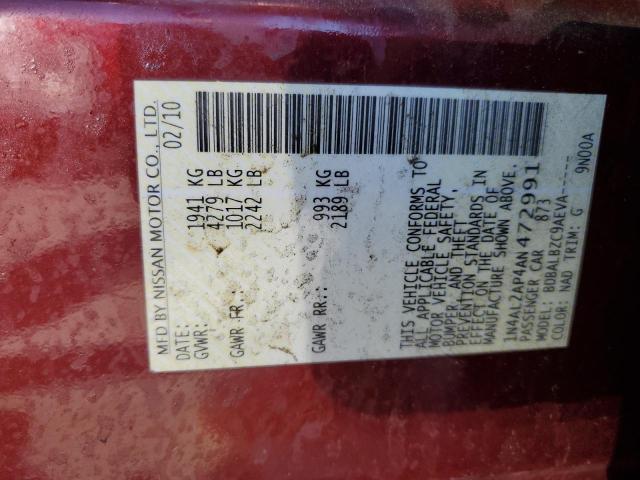 MFD BY NISSAN MOTOR CO., LTD.
DATE: 02/10
GVWR: 1941 KG
4279 LB
GAWR FR.: 1017 KG
2242 LB
GAWR RR.: 993 KG
2189 LB
THIS VEHICLE CONFORMS TO
ALL APPLICABLE FEDERAL
MOTOR VEHICLE SAFETY,
BUMPER, AND THEFT
PREVENTION STANDARDS IN
EFFECT ON THE DATE OF
MANUFACTURE SHOWN ABOVE.
1N4AL2AP4AN472991
PASSENGER CAR 873
MODEL: BDBALBZC9AEVA-----
COLOR: NAD TRIM: G 9N00A